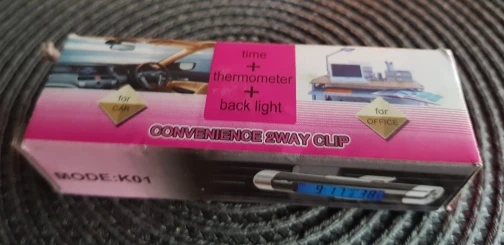 time
+
thermometer
+
back light
for
CAR
for
OFFICE
CONVENIENCE 2WAY CLIP
MODE:K01